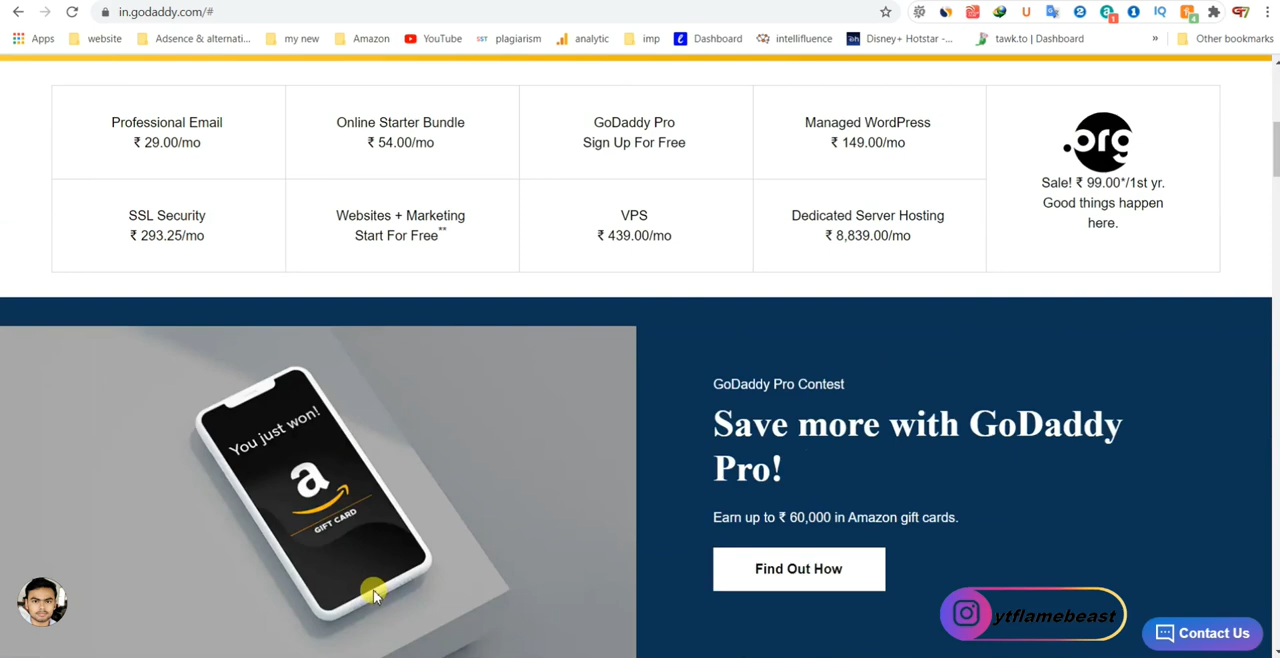 in.godaddy.com/#
Apps
website
Adsence & alternati...
my new
Amazon
YouTube
SST
plagiarism
analytic
imp
Dashboard
intellifluence
Disney+ Hotstar -...
tawk.to | Dashboard
»
Other bookmarks
Professional Email
₹ 29.00/mo
Online Starter Bundle
₹ 54.00/mo
GoDaddy Pro
Sign Up For Free
Managed WordPress
₹ 149.00/mo
.org
Sale! ₹ 99.00*/1st yr.
Good things happen
here.
SSL Security
₹ 293.25/mo
Websites + Marketing
Start For Free**
VPS
₹ 439.00/mo
Dedicated Server Hosting
₹ 8,839.00/mo
You just won!
a
GIFT CARD
GoDaddy Pro Contest
Save more with GoDaddy
Pro!
Earn up to ₹ 60,000 in Amazon gift cards.
Find Out How
ytflamebeast
Contact Us